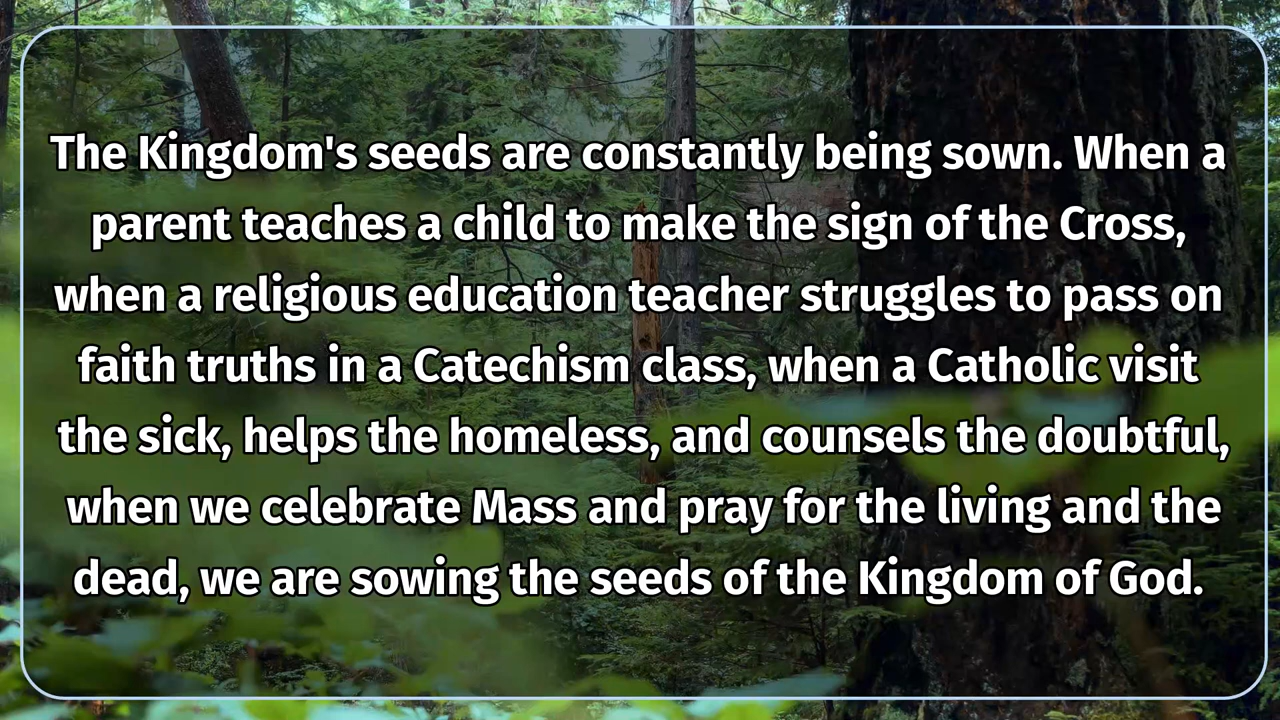 The Kingdom's seeds are constantly being sown. When a
parent teaches a child to make the sign of the Cross,
when a religious education teacher struggles to pass on
faith truths in a Catechism class, when a Catholic visit
the sick, helps the homeless, and counsels the doubtful,
when we celebrate Mass and pray for the living and the
dead, we are sowing the seeds of the Kingdom of God.